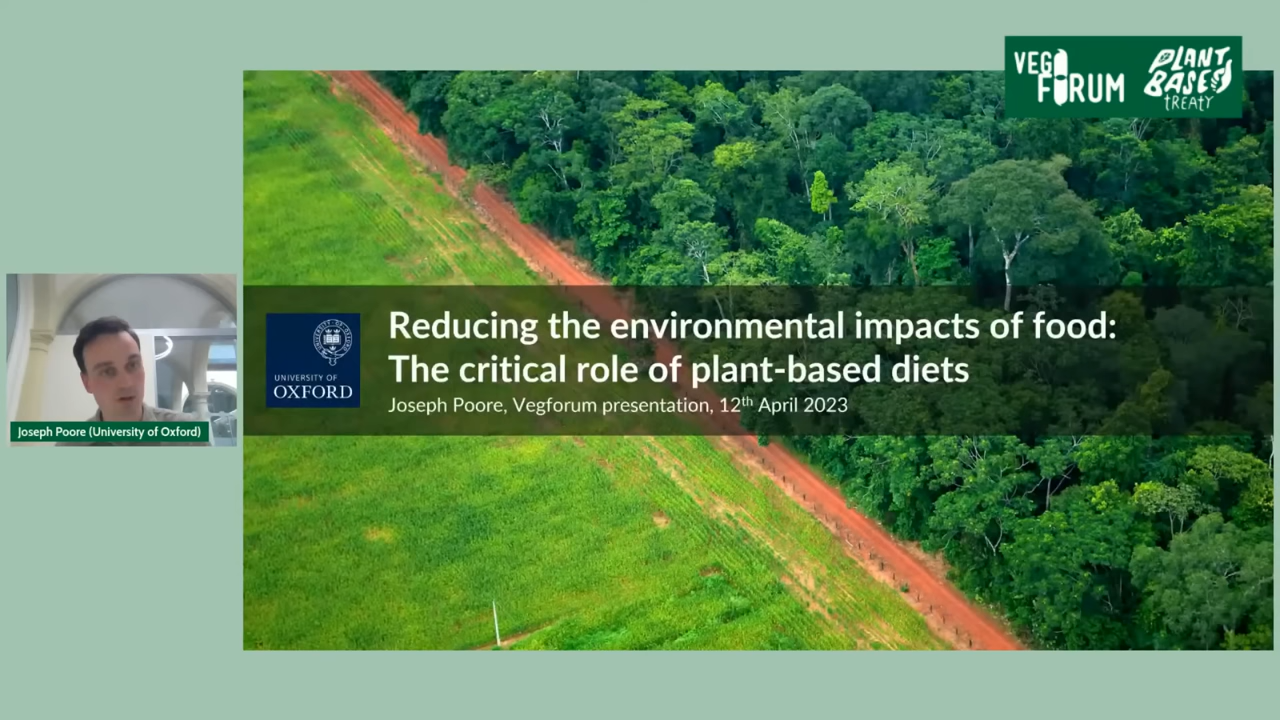 VEG
FORUM
PLANT
BASED
TREATY
UNIVERSITY OF
OXFORD
Reducing the environmental impacts of food:
The critical role of plant-based diets
Joseph Poore, Vegforum presentation, 12th April 2023
Joseph Poore (University of Oxford)